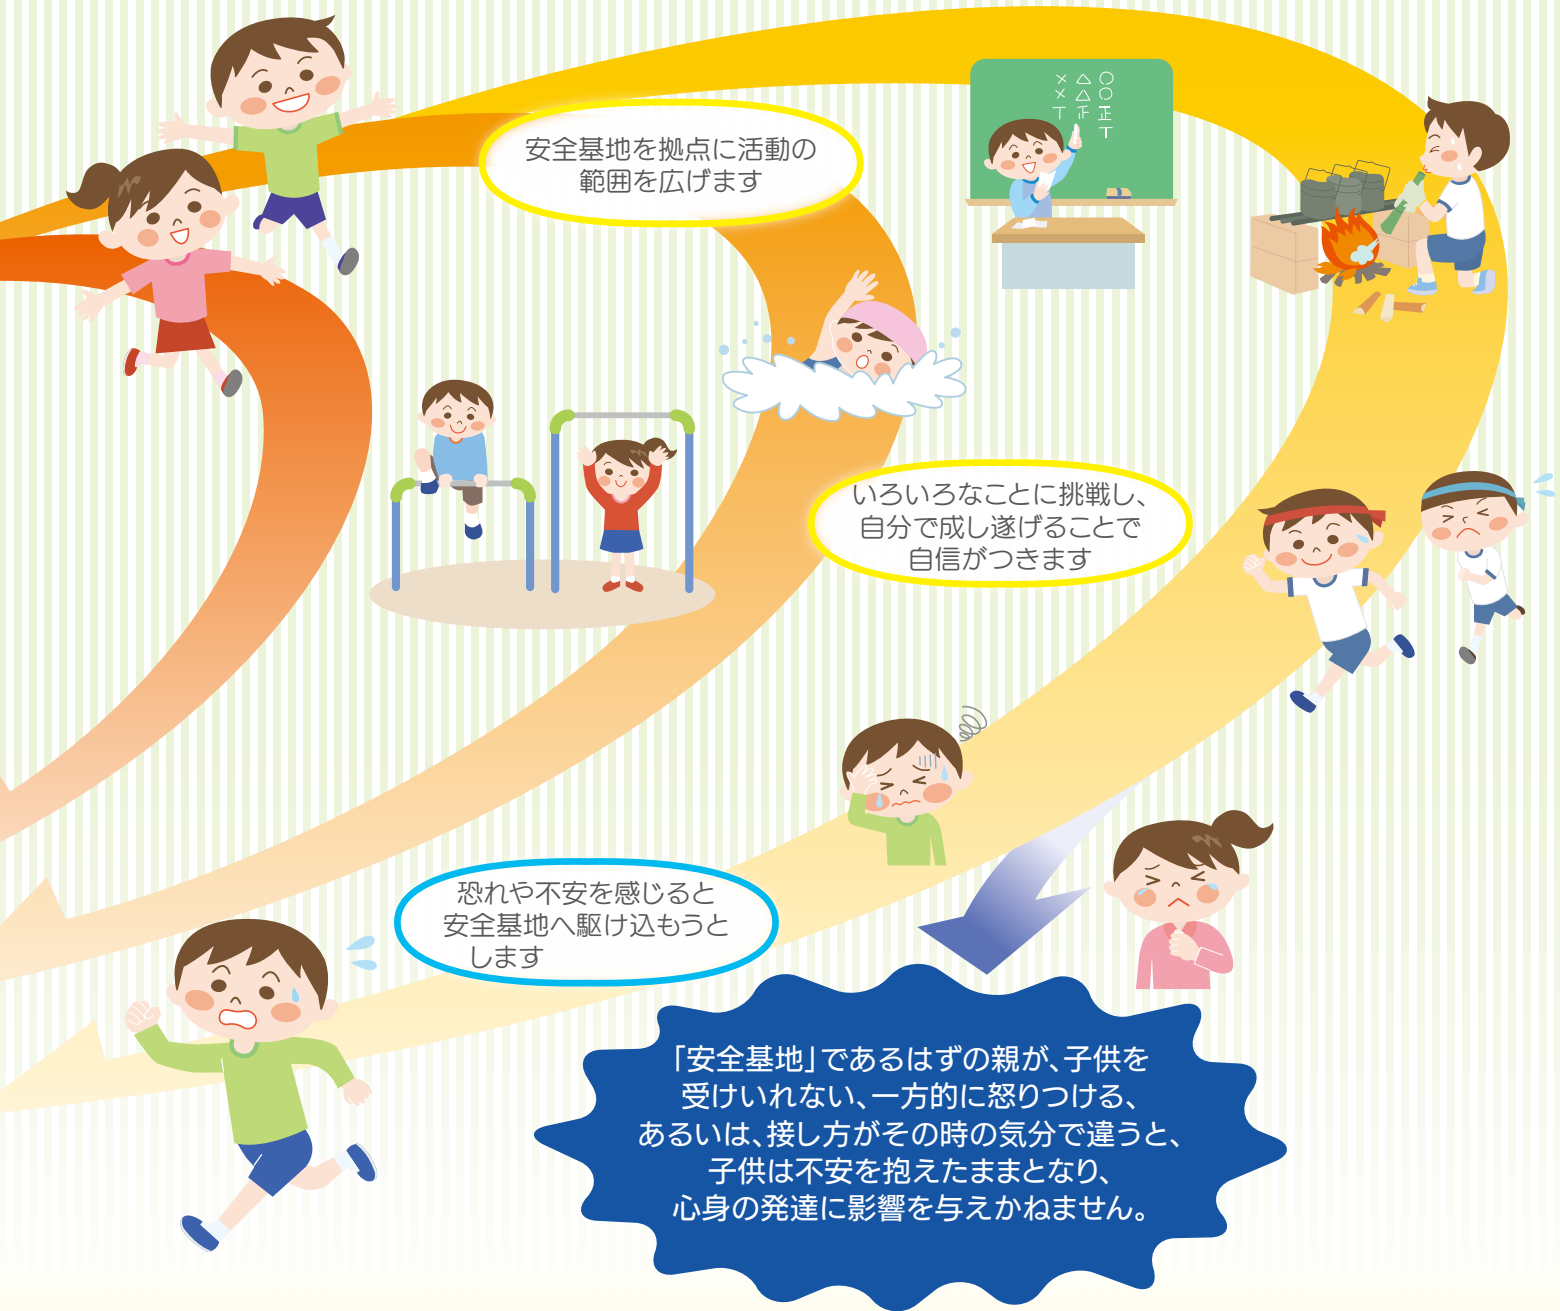 安全基地を拠点に活動の
範囲を広げます
○○正丅
△△正
××丅
いろいろなことに挑戦し、
自分で成し遂げることで
自信がつきます
恐れや不安を感じると
安全基地へ駆け込もうと
します
「安全基地」であるはずの親が、子供を
受けいれない、一方的に怒りつける、
あるいは、接し方がその時の気分で違うと、
子供は不安を抱えたままとなり、
心身の発達に影響を与えかねません。